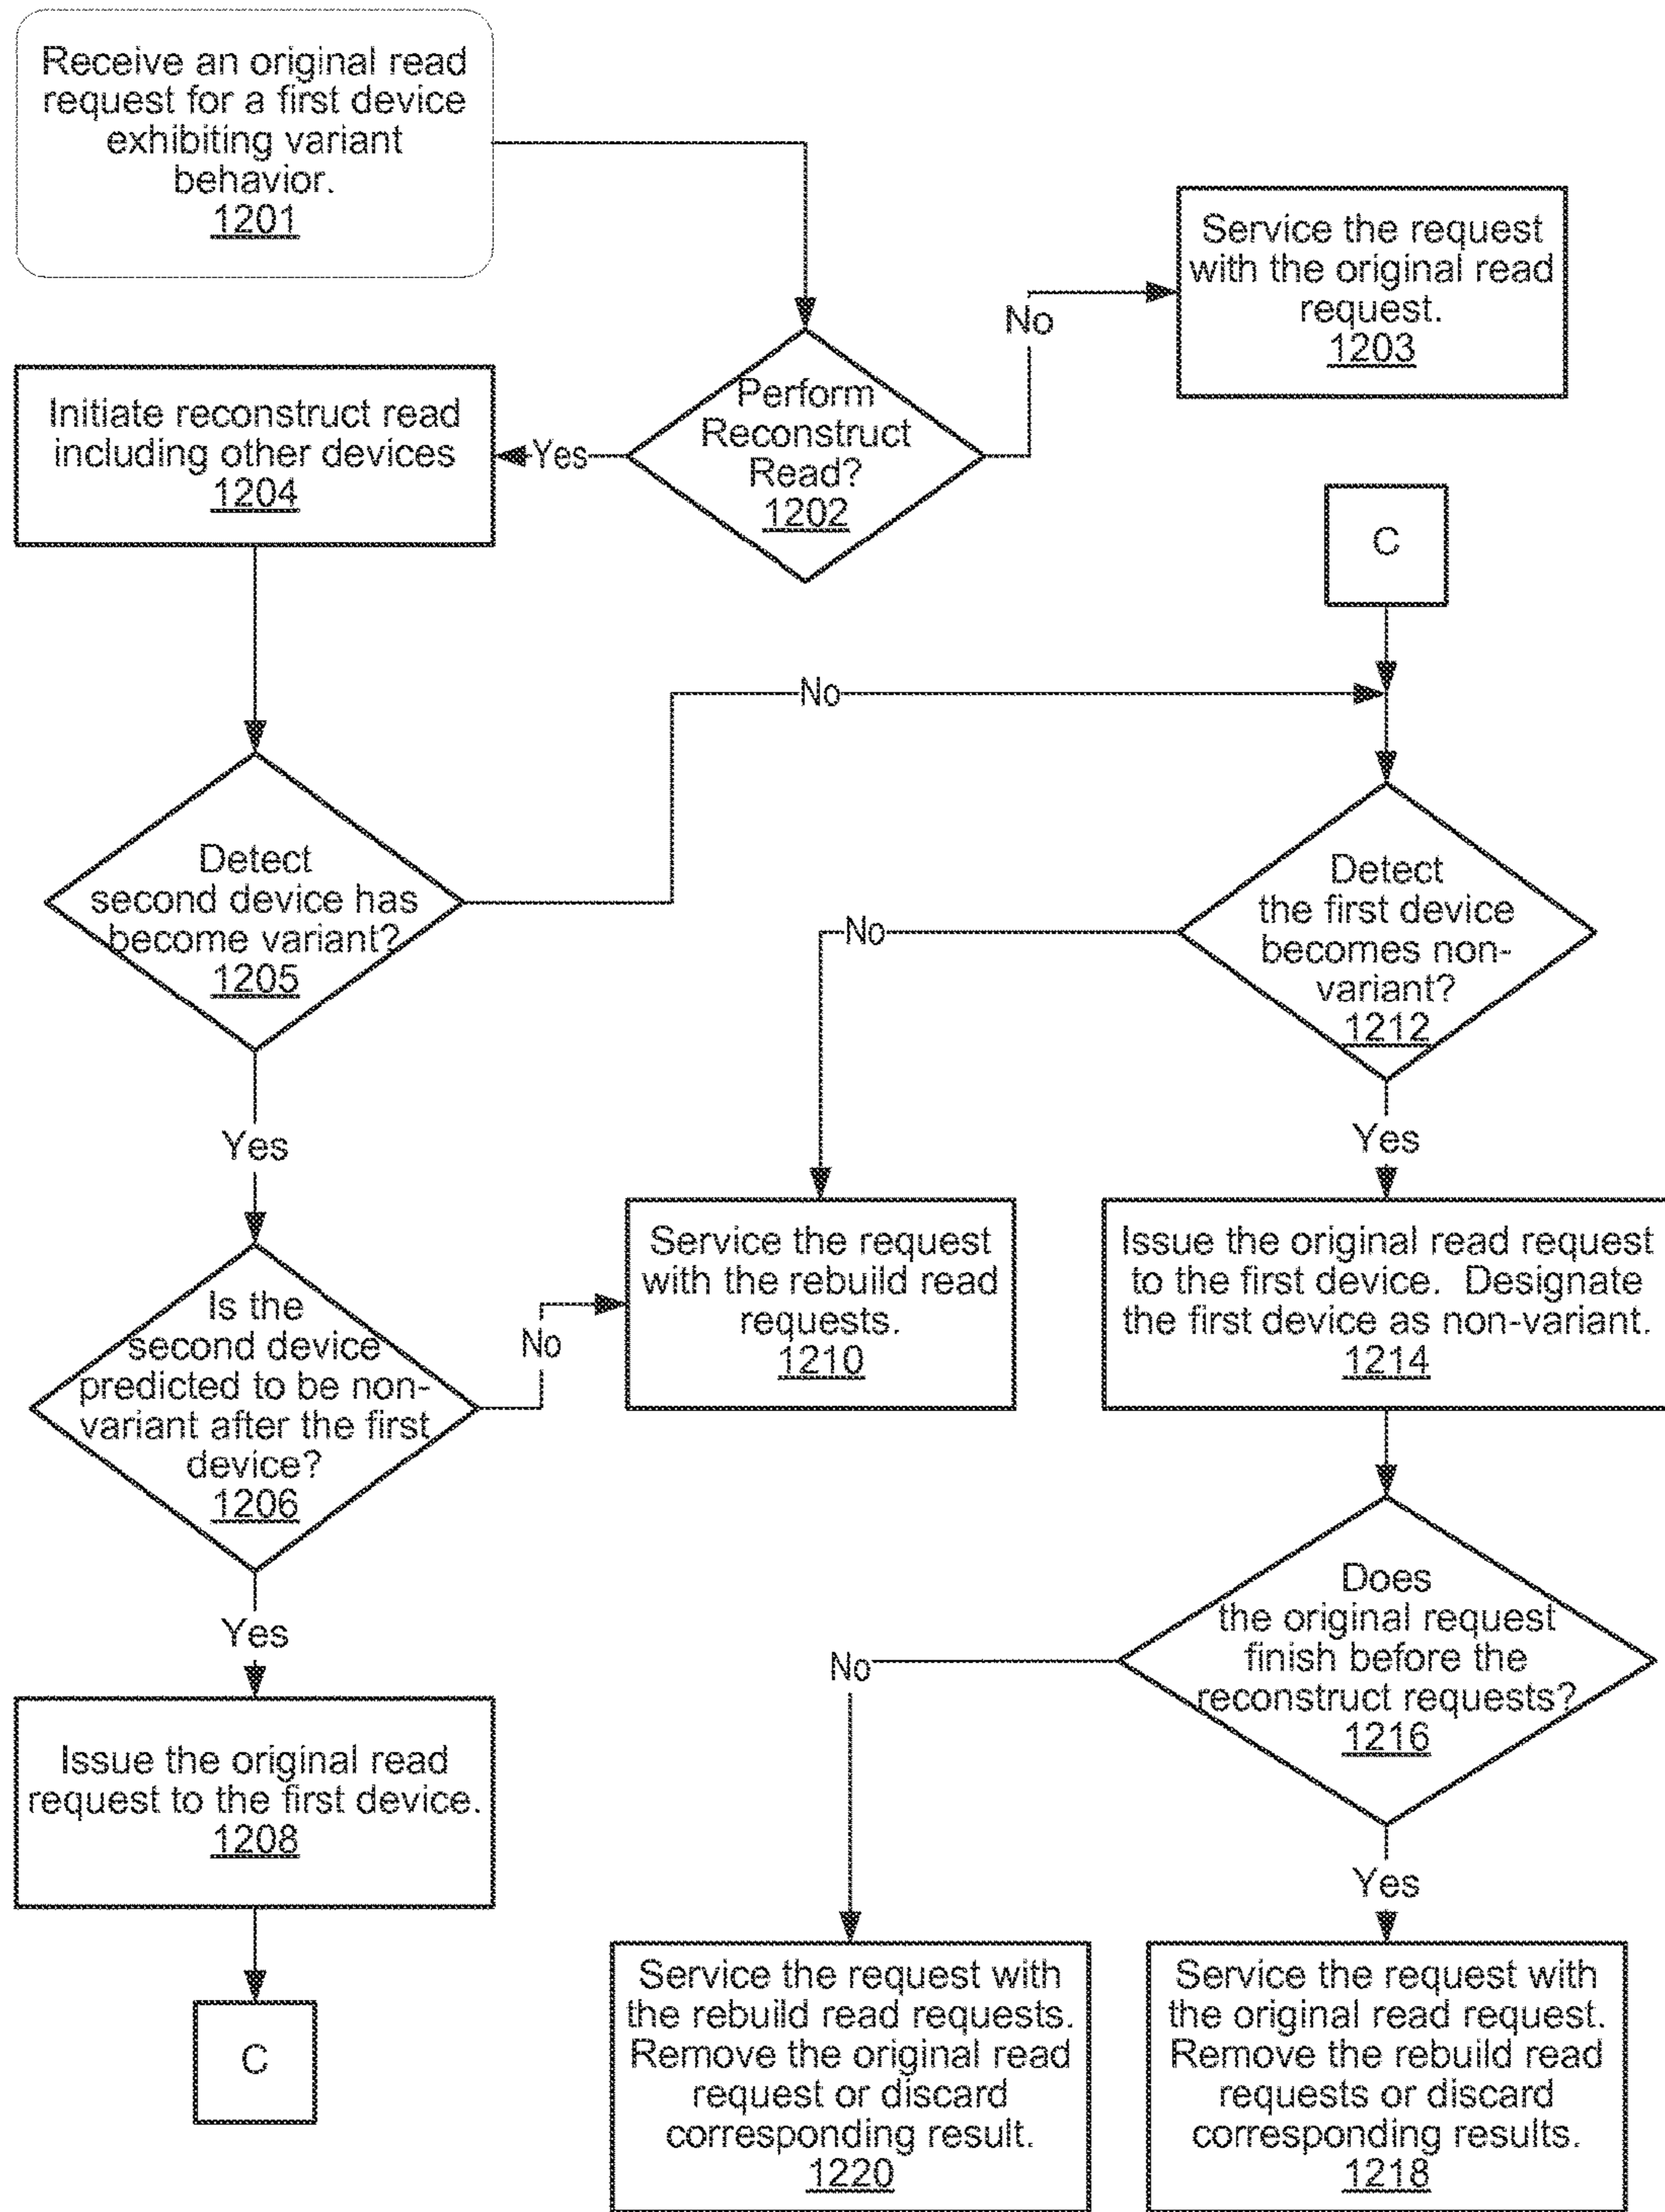 Receive an original read
request for a first device
exhibiting variant
behavior.
1201
Service the request
with the original read
request.
1203
No
Perform
Reconstruct
Read?
1202
Yes
Initiate reconstruct read
including other devices
1204
C
No
Detect
second device has
become variant?
1205
Detect
the first device
becomes non-
variant?
1212
No
Yes
Yes
Service the request
with the rebuild read
requests.
1210
Issue the original read request
to the first device. Designate
the first device as non-variant.
1214
Is the
second device
predicted to be non-
variant after the first
device?
1206
No
Yes
Does
the original request
finish before the
reconstruct requests?
1216
No
Yes
Issue the original read
request to the first device.
1208
C
Service the request with
the rebuild read requests.
Remove the original read
request or discard
corresponding result.
1220
Service the request with
the original read request.
Remove the rebuild read
requests or discard
corresponding results.
1218